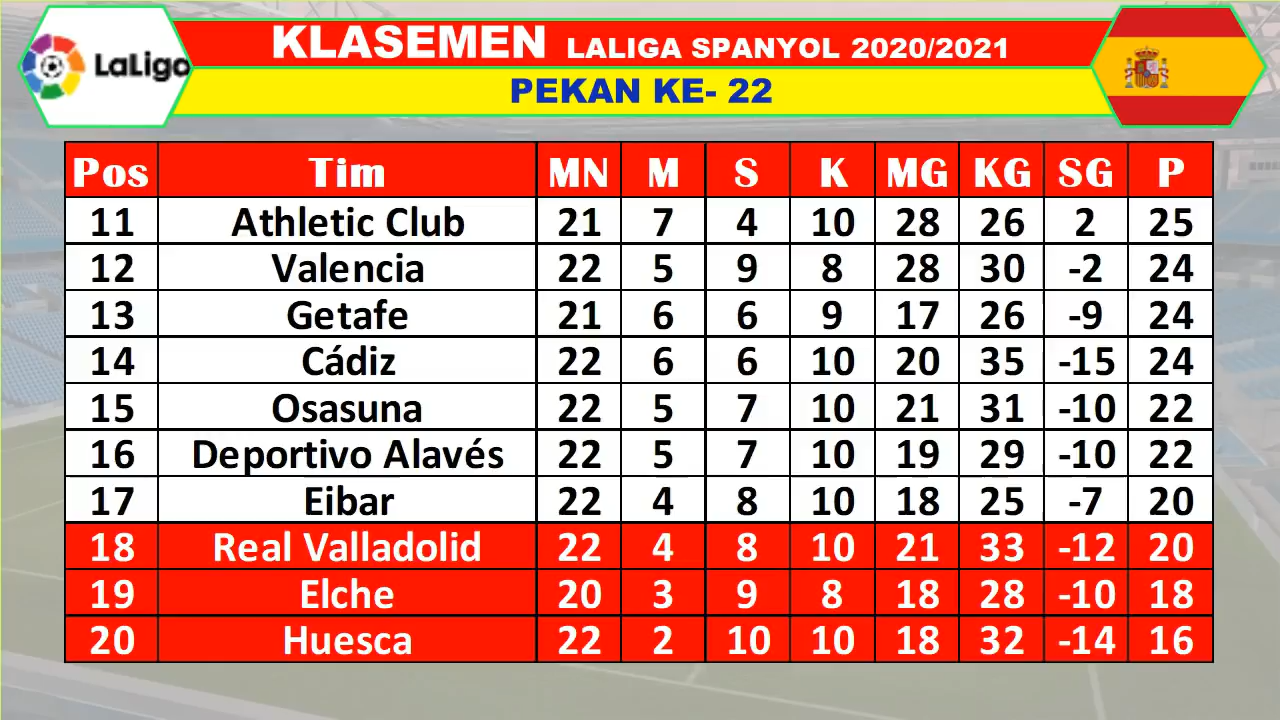 LaLiga
KLASEMEN LALIGA SPANYOL 2020/2021
PEKAN KE- 22
Pos Tim MN M S K MG KG SG P
11 Athletic Club 21 7 4 10 28 26 2 25
12 Valencia 22 5 9 8 28 30 -2 24
13 Getafe 21 6 6 9 17 26 -9 24
14 Cádiz 22 6 6 10 20 35 -15 24
15 Osasuna 22 5 7 10 21 31 -10 22
16 Deportivo Alavés 22 5 7 10 19 29 -10 22
17 Eibar 22 4 8 10 18 25 -7 20
18 Real Valladolid 22 4 8 10 21 33 -12 20
19 Elche 20 3 9 8 18 28 -10 18
20 Huesca 22 2 10 10 18 32 -14 16